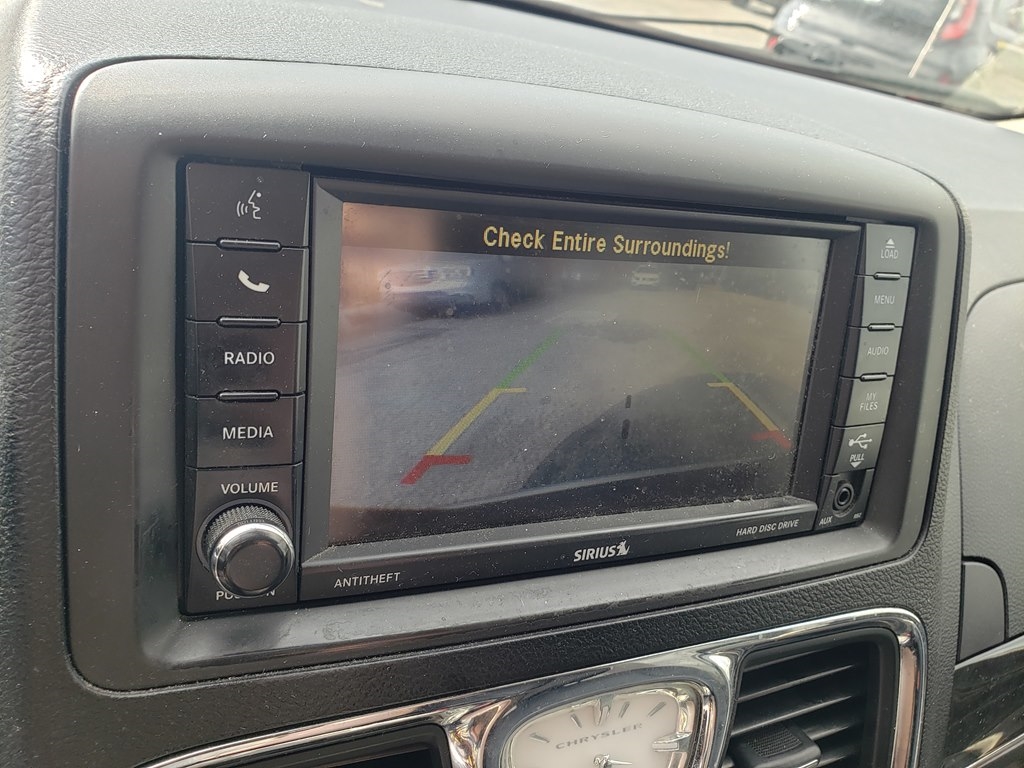 Check Entire Surroundings!
RADIO
MEDIA
VOLUME
ANTITHEFT
SIRIUS
HARD DISC DRIVE
LOAD
MENU
AUDIO
MY
FILES
PULL
AUX
CHRYSLER